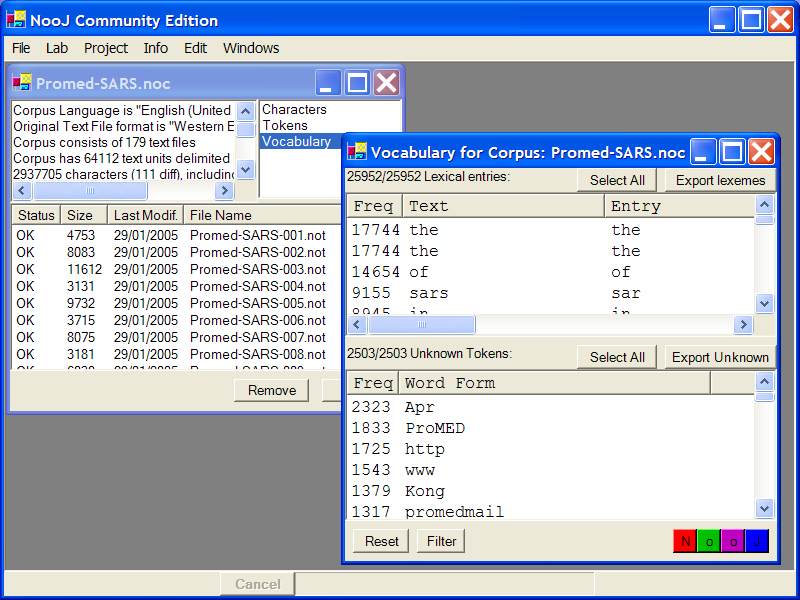 NooJ Community Edition
File Lab Project Info Edit Windows
Promed-SARS.noc
Corpus Language is "English (United
Original Text File format is "Western E
Corpus consists of 179 text files
Corpus has 64112 text units delimited
2937705 characters (111 diff), including
Characters
Tokens
Vocabulary
Status Size Last Modif. File Name
OK 4753 29/01/2005 Promed-SARS-001.not
OK 8083 29/01/2005 Promed-SARS-002.not
OK 11612 29/01/2005 Promed-SARS-003.not
OK 3131 29/01/2005 Promed-SARS-004.not
OK 9732 29/01/2005 Promed-SARS-005.not
OK 3715 29/01/2005 Promed-SARS-006.not
OK 8075 29/01/2005 Promed-SARS-007.not
OK 3181 29/01/2005 Promed-SARS-008.not
Remove
Vocabulary for Corpus: Promed-SARS.noc
25952/25952 Lexical entries:
Select All
Export lexemes
Freq Text Entry
17744 the the
17744 the the
14654 of of
9155 sars sar
8945 in in
2503/2503 Unknown Tokens:
Select All
Export Unknown
Freq Word Form
2323 Apr
1833 ProMED
1725 http
1543 www
1379 Kong
1317 promedmail
Reset
Filter
N o o J
Cancel